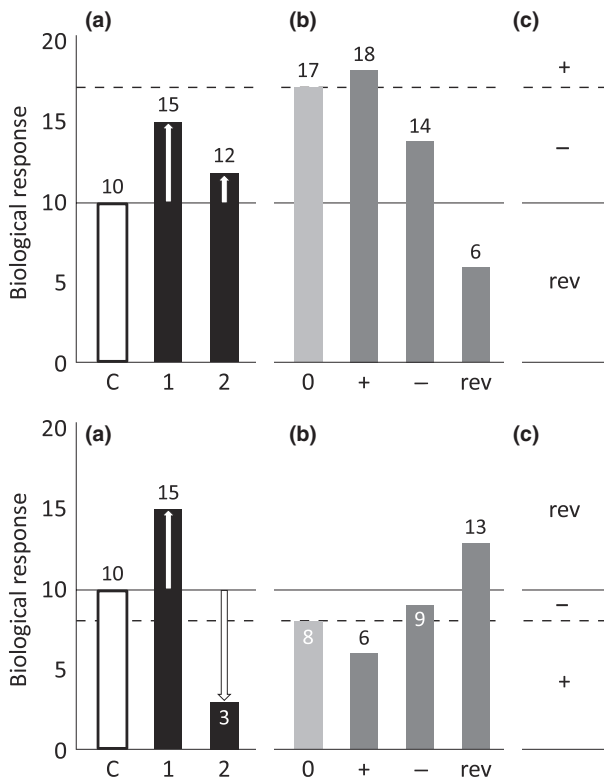 (a) (b) (c)
20
15
10
5
0
Biological response
10
15
12
C 1 2
17
18
14
6
0 + – rev
+
–
rev
(a) (b) (c)
20
15
10
5
0
Biological response
10
15
3
C 1 2
8
6
9
13
0 + – rev
rev
–
+